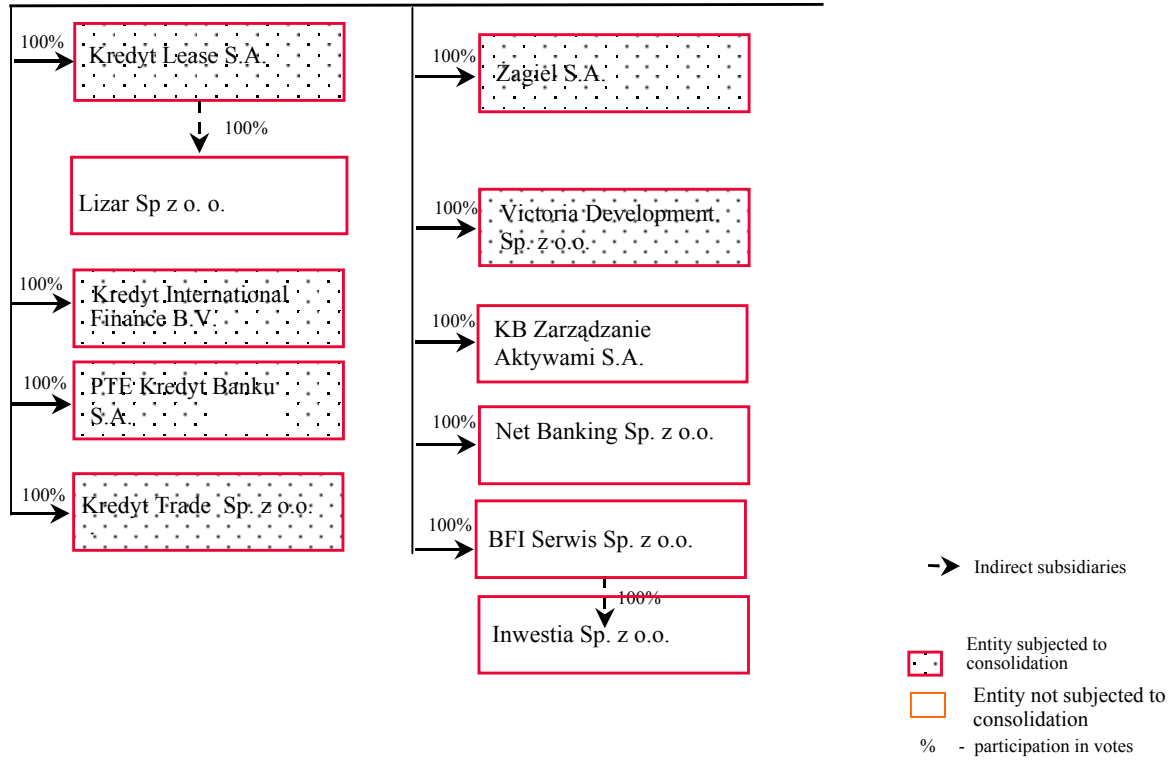 100%
Kredyt Lease S.A.
100%
Lizar Sp z o. o.
100%
Kredyt International
Finance B.V.
100%
PTE Kredyt Banku
S.A.
100%
Kredyt Trade Sp. z o.o.
100%
Żagiel S.A.
100%
Victoria Development
Sp. z o.o.
100%
KB Zarządzanie
Aktywami S.A.
100%
Net Banking Sp. z o.o.
100%
BFI Serwis Sp. z o.o.
100%
Inwestia Sp. z o.o.
Indirect subsidiaries
Entity subjected to
consolidation
Entity not subjected to
consolidation
% - participation in votes